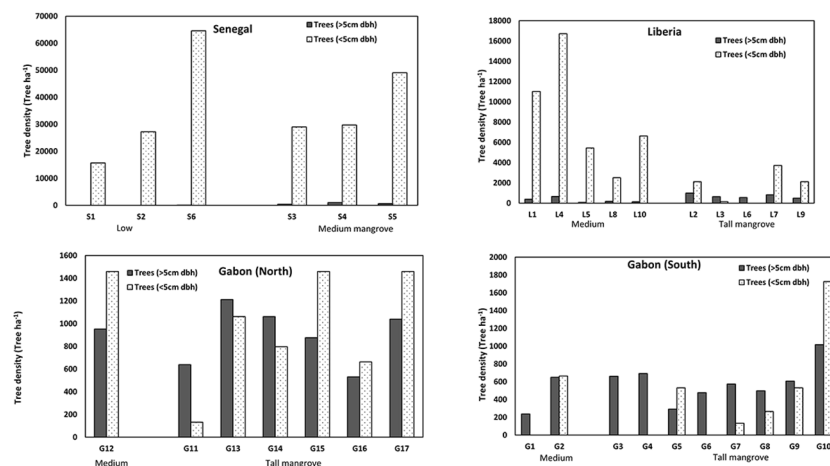 Senegal
Trees (>5cm dbh)
Trees (<5cm dbh)
Tree density (Tree ha⁻¹)
70000
60000
50000
40000
30000
20000
10000
0
S1 S2 S6 S3 S4 S5
Low Medium mangrove
Liberia
Trees (>5cm dbh)
Trees (<5cm dbh)
Tree density (Tree ha⁻¹)
18000
16000
14000
12000
10000
8000
6000
4000
2000
0
L1 L4 L5 L8 L10 L2 L3 L6 L7 L9
Medium Tall mangrove
Gabon (North)
Trees (>5cm dbh)
Trees (<5cm dbh)
Tree density (Tree ha⁻¹)
1600
1400
1200
1000
800
600
400
200
0
G12 G11 G13 G14 G15 G16 G17
Medium Tall mangrove
Gabon (South)
Trees (>5cm dbh)
Trees (<5cm dbh)
Tree density (Tree ha⁻¹)
2000
1800
1600
1400
1200
1000
800
600
400
200
0
G1 G2 G3 G4 G5 G6 G7 G8 G9 G10
Medium Tall mangrove